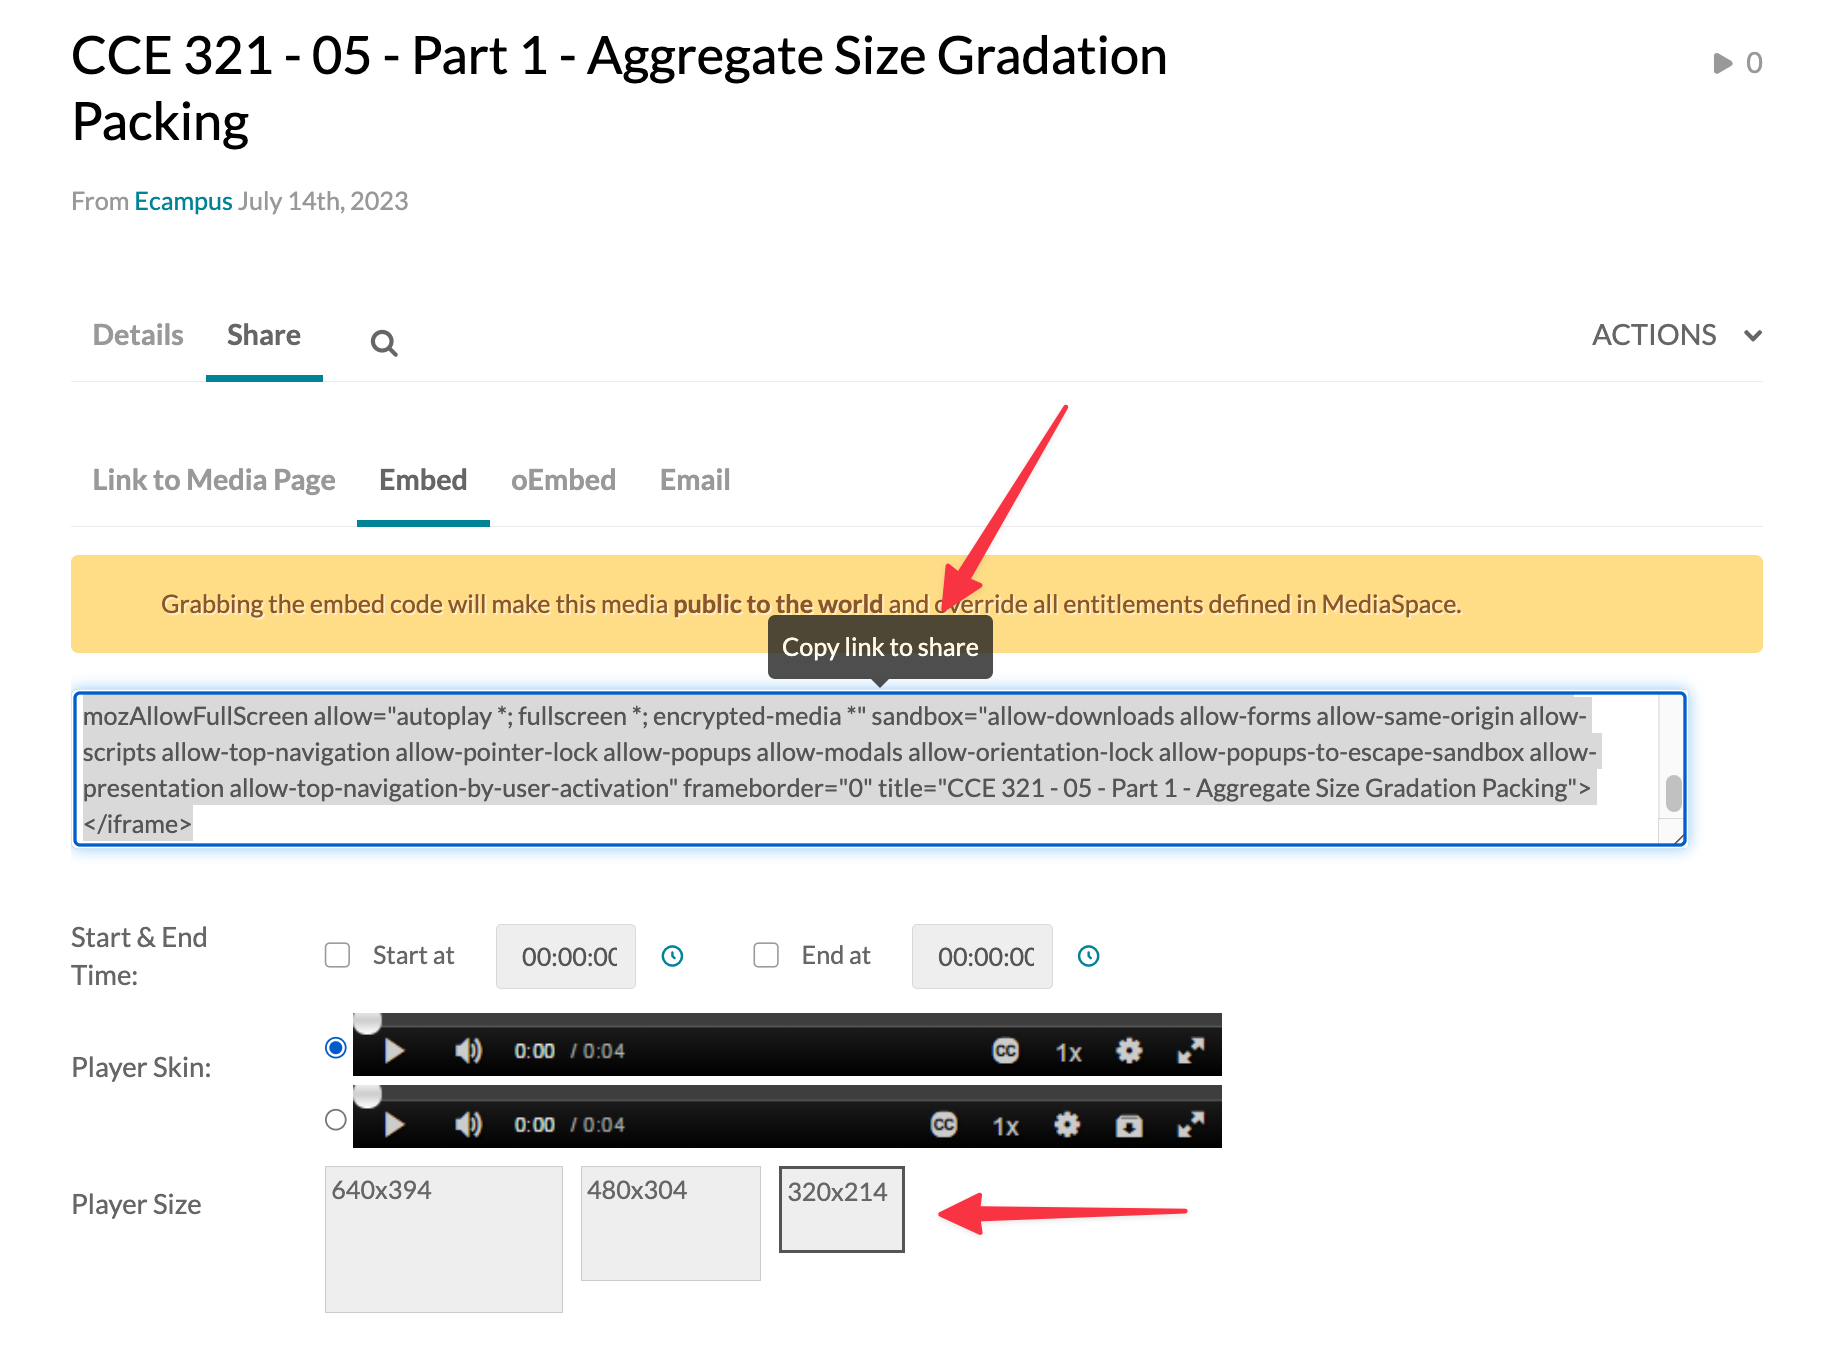 CCE 321 - 05 - Part 1 - Aggregate Size Gradation
Packing
0
From Ecampus July 14th, 2023
Details Share ACTIONS
Link to Media Page Embed oEmbed Email
Grabbing the embed code will make this media public to the world and override all entitlements defined in MediaSpace.
Copy link to share
mozAllowFullScreen allow="autoplay *; fullscreen *; encrypted-media *" sandbox="allow-downloads allow-forms allow-same-origin allow-
scripts allow-top-navigation allow-pointer-lock allow-popups allow-modals allow-orientation-lock allow-popups-to-escape-sandbox allow-
presentation allow-top-navigation-by-user-activation" frameborder="0" title="CCE 321 - 05 - Part 1 - Aggregate Size Gradation Packing">
</iframe>
Start & End
Time:
Start at 00:00:00 End at 00:00:00
Player Skin:
0:00 / 0:04 CC 1x
0:00 / 0:04 CC 1x
Player Size
640x394 480x304 320x214